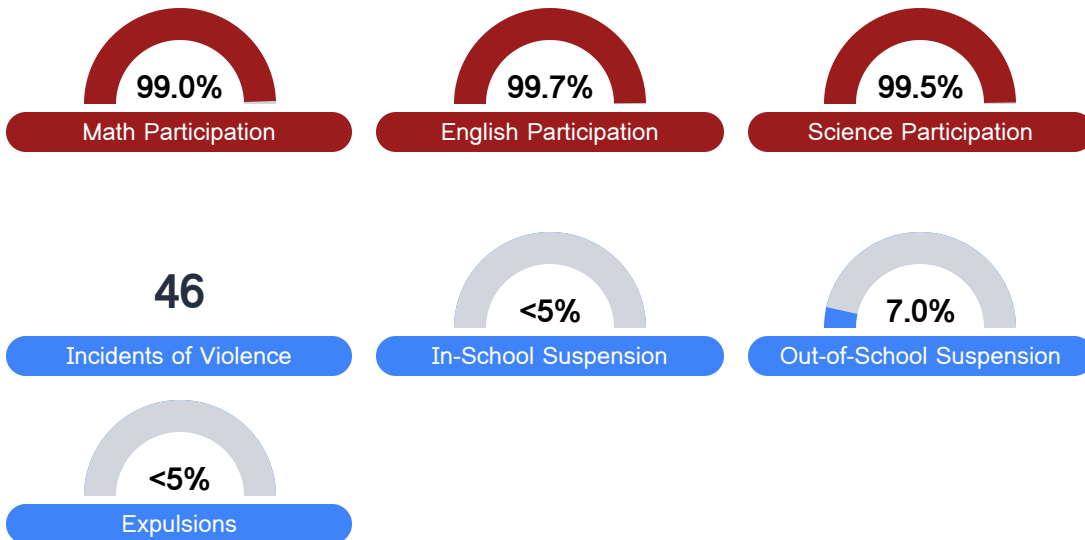 99.0%
Math Participation
99.7%
English Participation
99.5%
Science Participation
46
Incidents of Violence
<5%
In-School Suspension
7.0%
Out-of-School Suspension
<5%
Expulsions